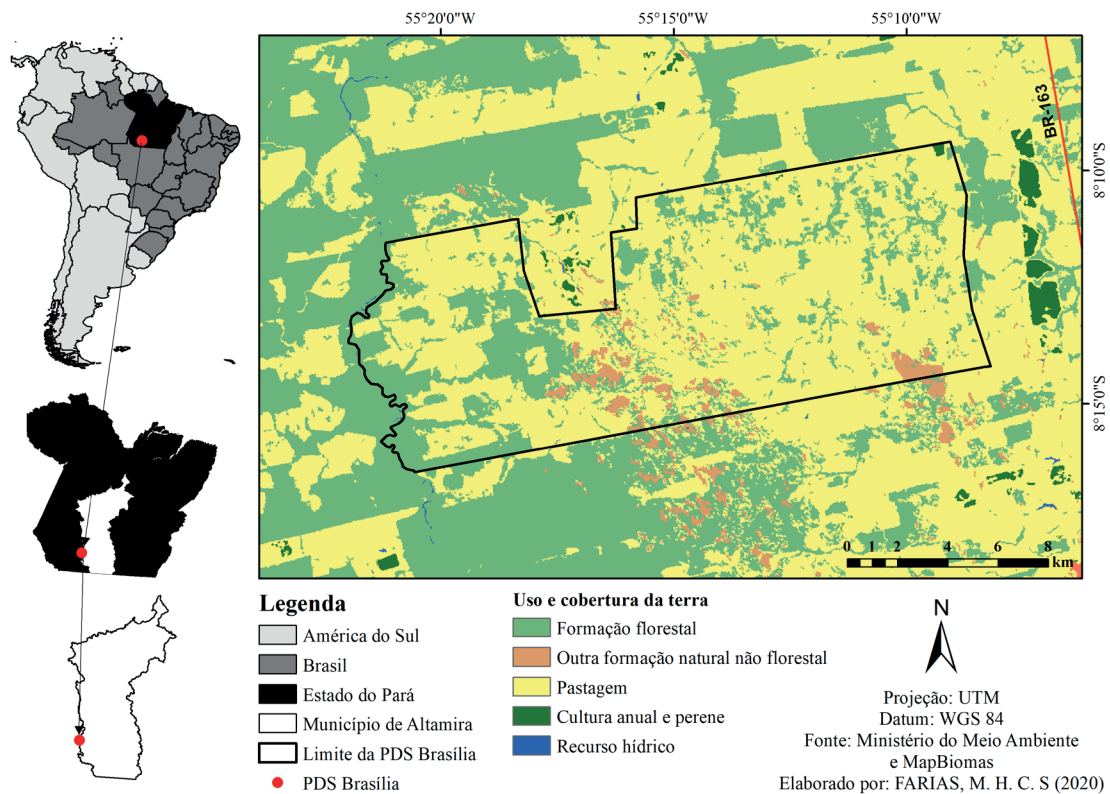 55°20'0"W 55°15'0"W 55°10'0"W
BR-163
8°10'0"S
8°15'0"S
0 1 2 4 6 8
km
Legenda
América do Sul
Brasil
Estado do Pará
Município de Altamira
Limite da PDS Brasília
PDS Brasília
Uso e cobertura da terra
Formação florestal
Outra formação natural não florestal
Pastagem
Cultura anual e perene
Recurso hídrico
N
Projeção: UTM
Datum: WGS 84
Fonte: Ministério do Meio Ambiente
e MapBiomas
Elaborado por: FARIAS, M. H. C. S (2020)